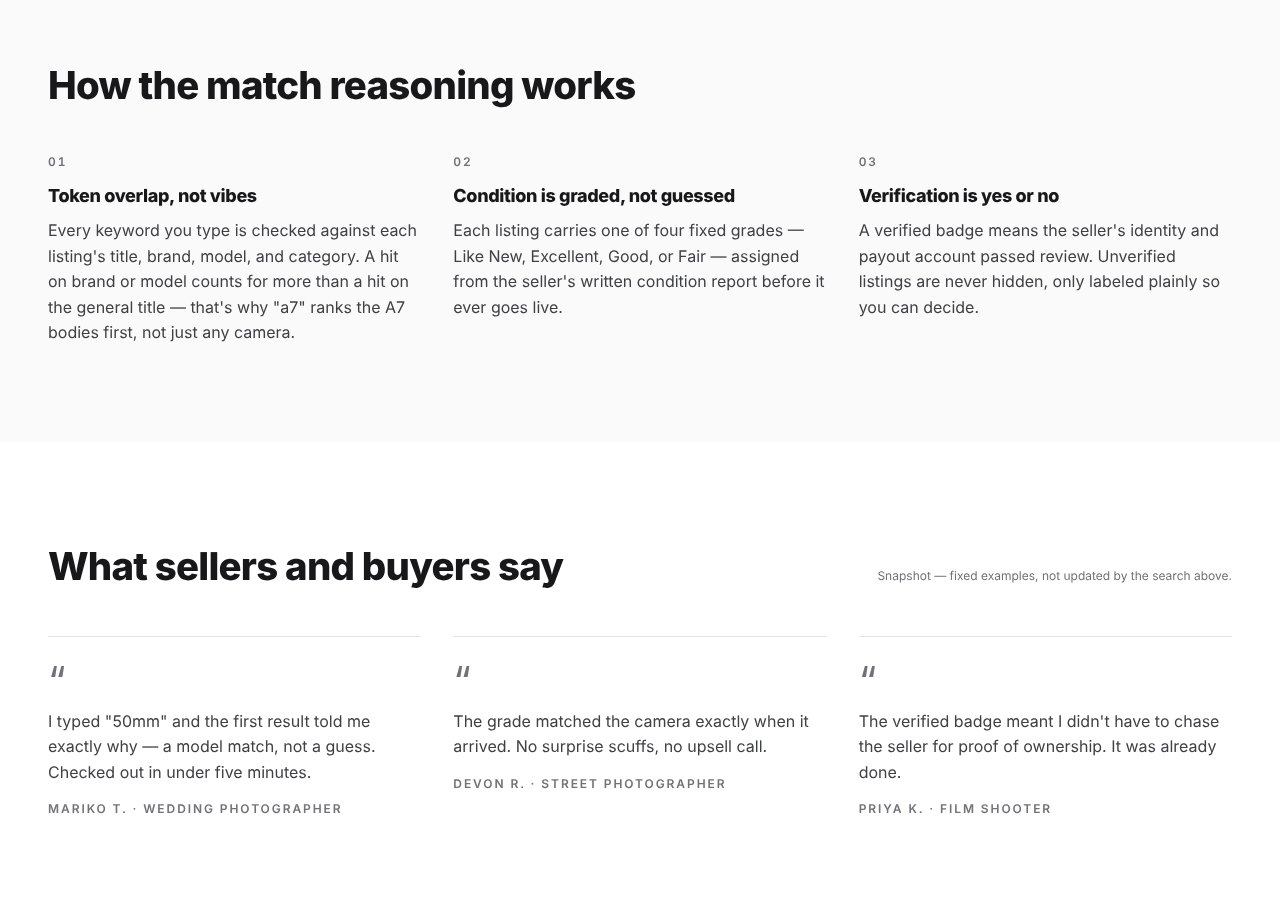 How the match reasoning works
01
Token overlap, not vibes
Every keyword you type is checked against each
listing's title, brand, model, and category. A hit
on brand or model counts for more than a hit on
the general title — that's why "a7" ranks the A7
bodies first, not just any camera.
02
Condition is graded, not guessed
Each listing carries one of four fixed grades —
Like New, Excellent, Good, or Fair — assigned
from the seller's written condition report before it
ever goes live.
03
Verification is yes or no
A verified badge means the seller's identity and
payout account passed review. Unverified
listings are never hidden, only labeled plainly so
you can decide.
What sellers and buyers say
Snapshot — fixed examples, not updated by the search above.
“
I typed "50mm" and the first result told me
exactly why — a model match, not a guess.
Checked out in under five minutes.
MARIKO T. · WEDDING PHOTOGRAPHER
“
The grade matched the camera exactly when it
arrived. No surprise scuffs, no upsell call.
DEVON R. · STREET PHOTOGRAPHER
“
The verified badge meant I didn't have to chase
the seller for proof of ownership. It was already
done.
PRIYA K. · FILM SHOOTER